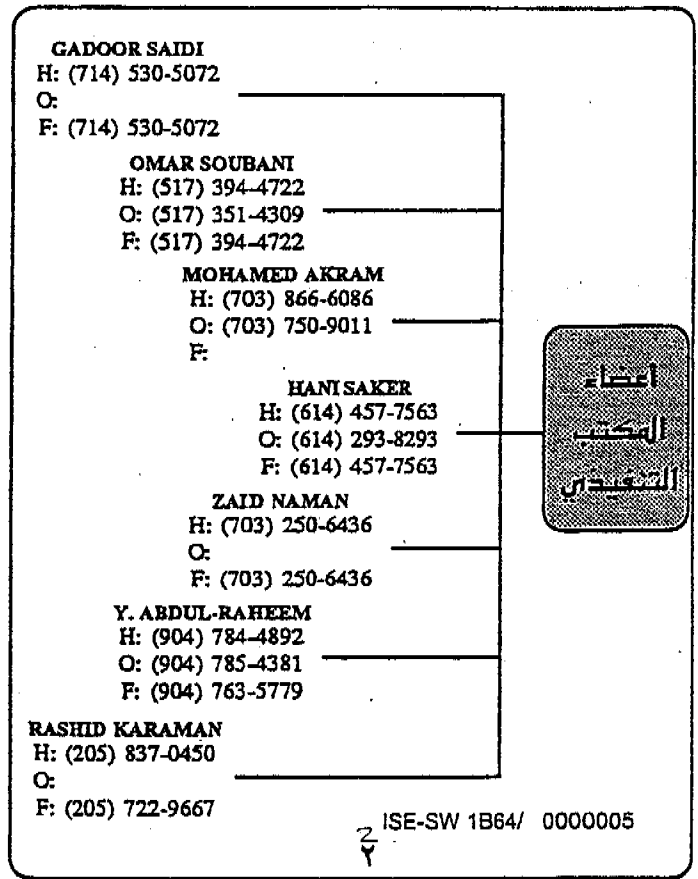 GADOOR SAIDI
H: (714) 530-5072
O:
F: (714) 530-5072
OMAR SOUBANI
H: (517) 394-4722
O: (517) 351-4309
F: (517) 394-4722
MOHAMED AKRAM
H: (703) 866-6086
O: (703) 750-9011
F:
HANI SAKER
H: (614) 457-7563
O: (614) 293-8293
F: (614) 457-7563
ZAID NAMAN
H: (703) 250-6436
O:
F: (703) 250-6436
Y. ABDUL-RAHEEM
H: (904) 784-4892
O: (904) 785-4381
F: (904) 763-5779
RASHID KARAMAN
H: (205) 837-0450
O:
F: (205) 722-9667
أعضاء
المكتب
التنفيذي
ISE-SW 1B64/ 0000005
2
٢